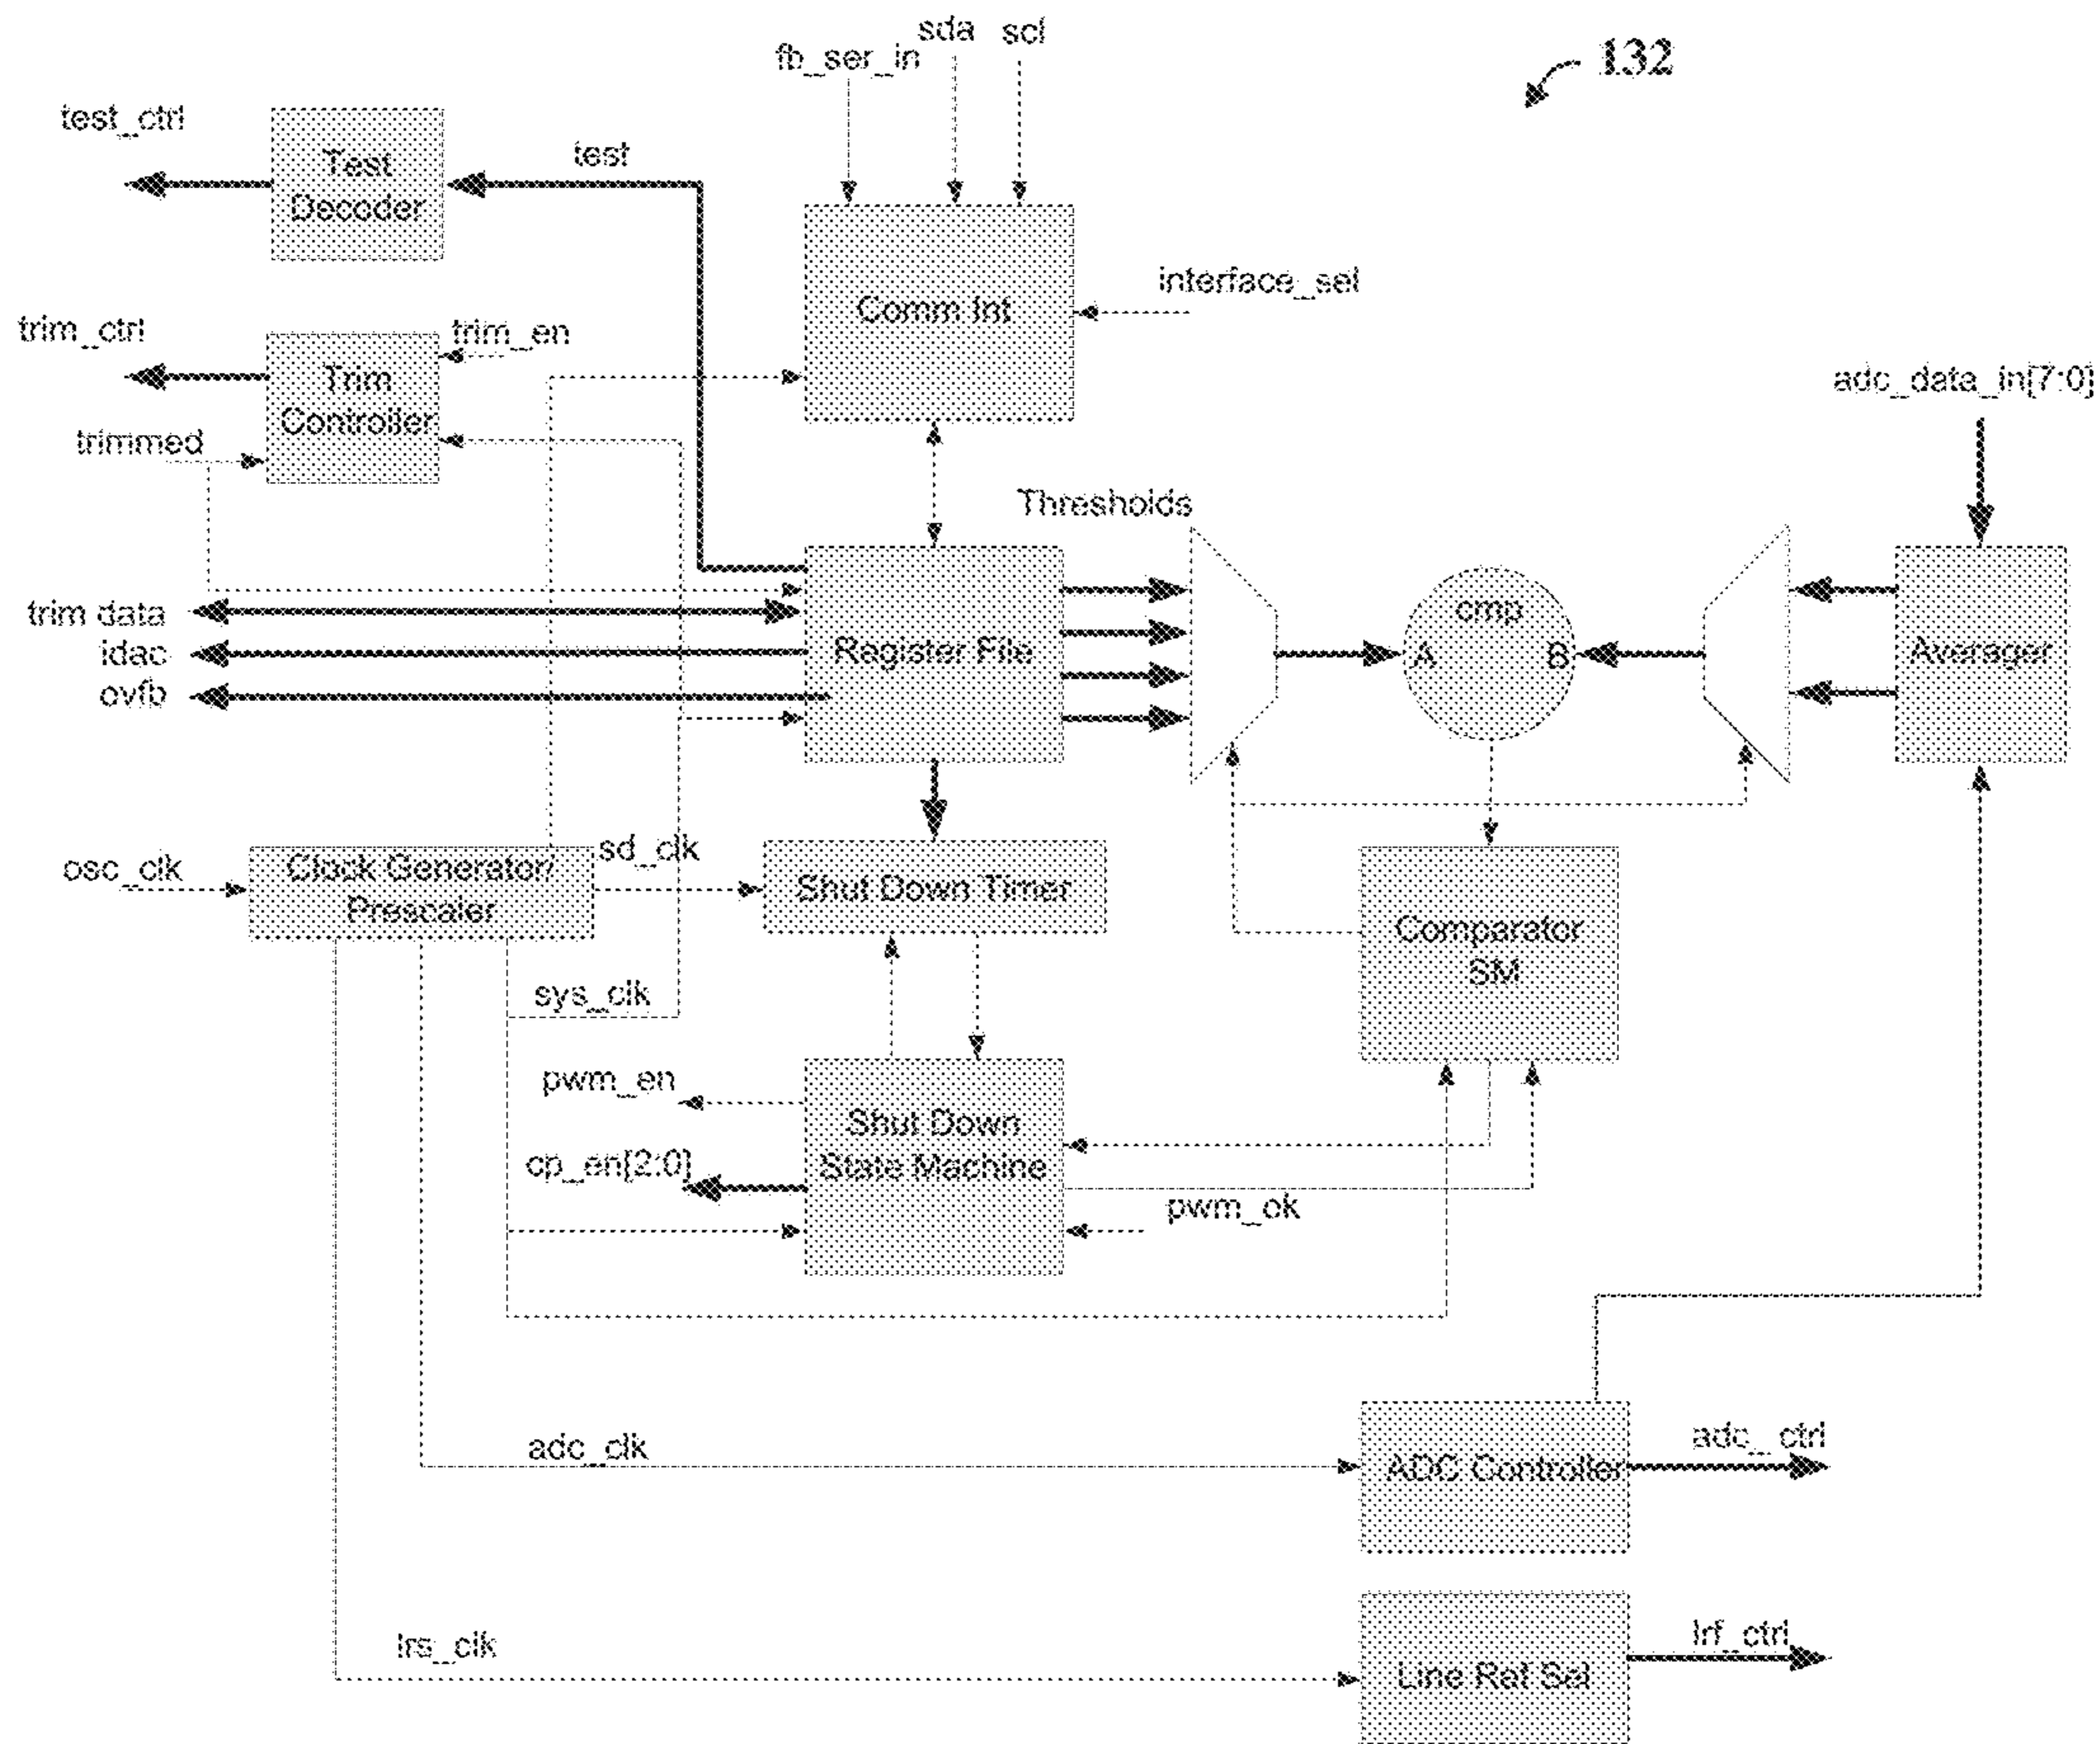 sda
scl
fb_ser_in
132
test_ctrl
Test
Decoder
test
interface_sel
Comm Int
trim_ctrl
trim_en
Trim
Controller
adc_data_in[7:0]
trimmed
Thresholds
trim data
idac
ovfb
Register File
cmp
A
B
Averager
osc_clk
Clock Generator/
Prescaler
sd_clk
Shut Down Timer
Comparator
SM
sys_clk
pwm_en
cp_en[2:0]
Shut Down
State Machine
pwm_ok
adc_clk
ADC Controller
adc_ ctrl
lrs_clk
Line Ref Sel
lrf_ctrl